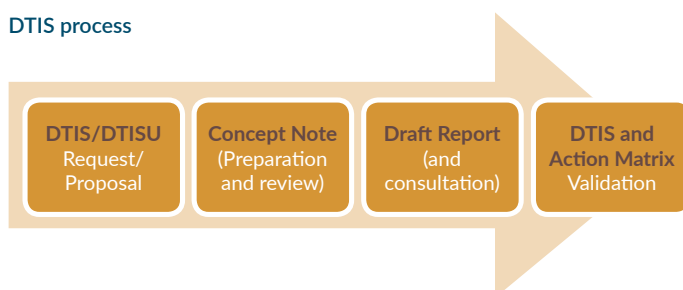 DTIS process
DTIS/DTISU
Request/
Proposal
Concept Note
(Preparation
and review)
Draft Report
(and
consultation)
DTIS and
Action Matrix
Validation